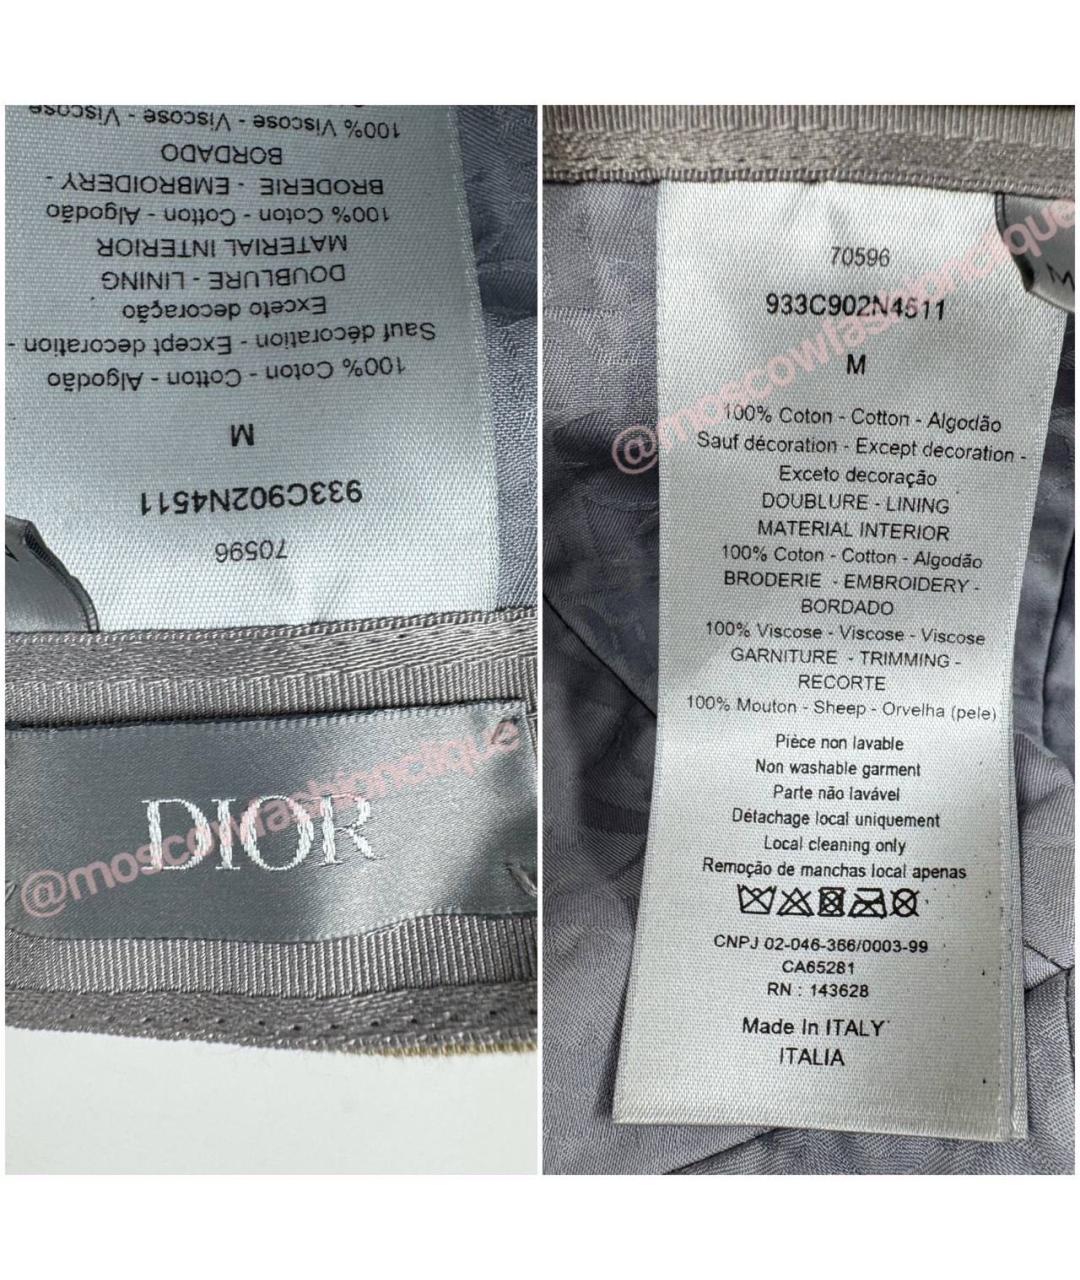 70596
933C902N4511
M
100% Coton - Cotton - Algodão
Sauf décoration - Except decoration -
Exceto decoração
DOUBLURE - LINING
MATERIAL INTERIOR
100% Coton - Cotton - Algodão
BRODERIE - EMBROIDERY -
BORDADO
100% Viscose - Viscose - Viscose
DIOR
@moscowfashionclique
70596
933C902N4511
M
M
@moscowfashionclique
100% Coton - Cotton - Algodão
Sauf décoration - Except decoration -
Exceto decoração
DOUBLURE - LINING
MATERIAL INTERIOR
100% Coton - Cotton - Algodão
BRODERIE - EMBROIDERY -
BORDADO
100% Viscose - Viscose - Viscose
GARNITURE - TRIMMING -
RECORTE
100% Mouton - Sheep - Orvelha (pele)
Pièce non lavable
Non washable garment
Parte não lavável
Détachage local uniquement
Local cleaning only
Remoção de manchas local apenas
CNPJ 02-046-366/0003-99
CA65281
RN : 143628
Made In ITALY
ITALIA